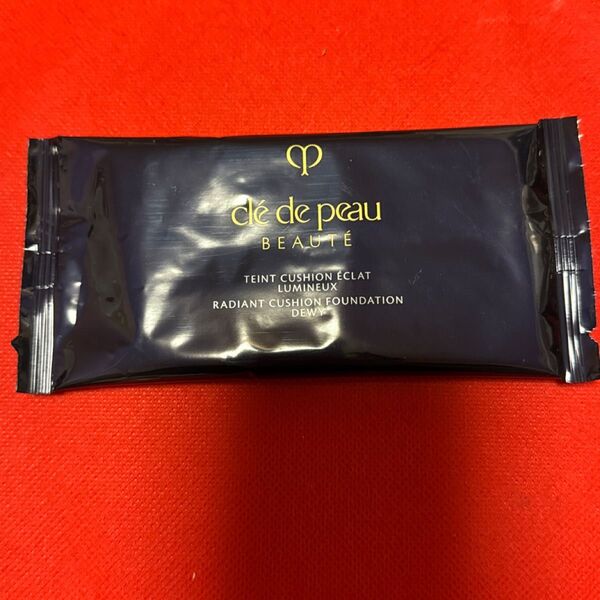 clé de peau
BEAUTÉ
TEINT CUSHION ÉCLAT
LUMINEUX
RADIANT CUSHION FOUNDATION
DEWY